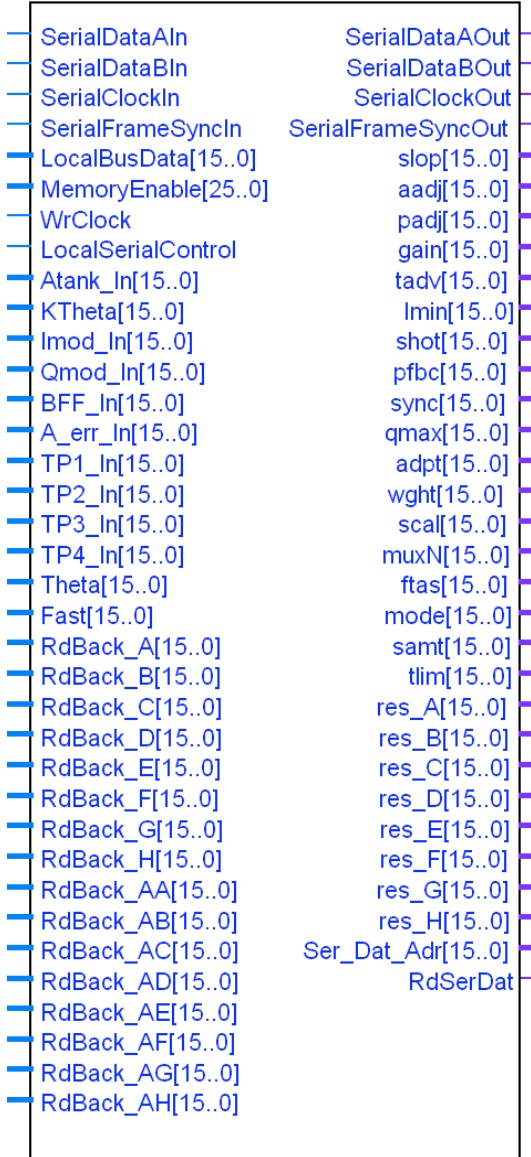 SerialDataAIn SerialDataAOut
SerialDataBIn SerialDataBOut
SerialClockIn SerialClockOut
SerialFrameSyncIn SerialFrameSyncOut
LocalBusData[15..0] slop[15..0]
MemoryEnable[25..0] aadj[15..0]
WrClock padj[15..0]
LocalSerialControl gain[15..0]
Atank_In[15..0] tadv[15..0]
KTheta[15..0] lmin[15..0]
Imod_In[15..0] shot[15..0]
Qmod_In[15..0] pfbc[15..0]
BFF_In[15..0] sync[15..0]
A_err_In[15..0] qmax[15..0]
TP1_In[15..0] adpt[15..0]
TP2_In[15..0] wght[15..0]
TP3_In[15..0] scal[15..0]
TP4_In[15..0] muxN[15..0]
Theta[15..0] ftas[15..0]
Fast[15..0] mode[15..0]
RdBack_A[15..0] samt[15..0]
RdBack_B[15..0] tlim[15..0]
RdBack_C[15..0] res_A[15..0]
RdBack_D[15..0] res_B[15..0]
RdBack_E[15..0] res_C[15..0]
RdBack_F[15..0] res_D[15..0]
RdBack_G[15..0] res_E[15..0]
RdBack_H[15..0] res_F[15..0]
RdBack_AA[15..0] res_G[15..0]
RdBack_AB[15..0] res_H[15..0]
RdBack_AC[15..0] Ser_Dat_Adr[15..0]
RdBack_AD[15..0] RdSerDat
RdBack_AE[15..0]
RdBack_AF[15..0]
RdBack_AG[15..0]
RdBack_AH[15..0]